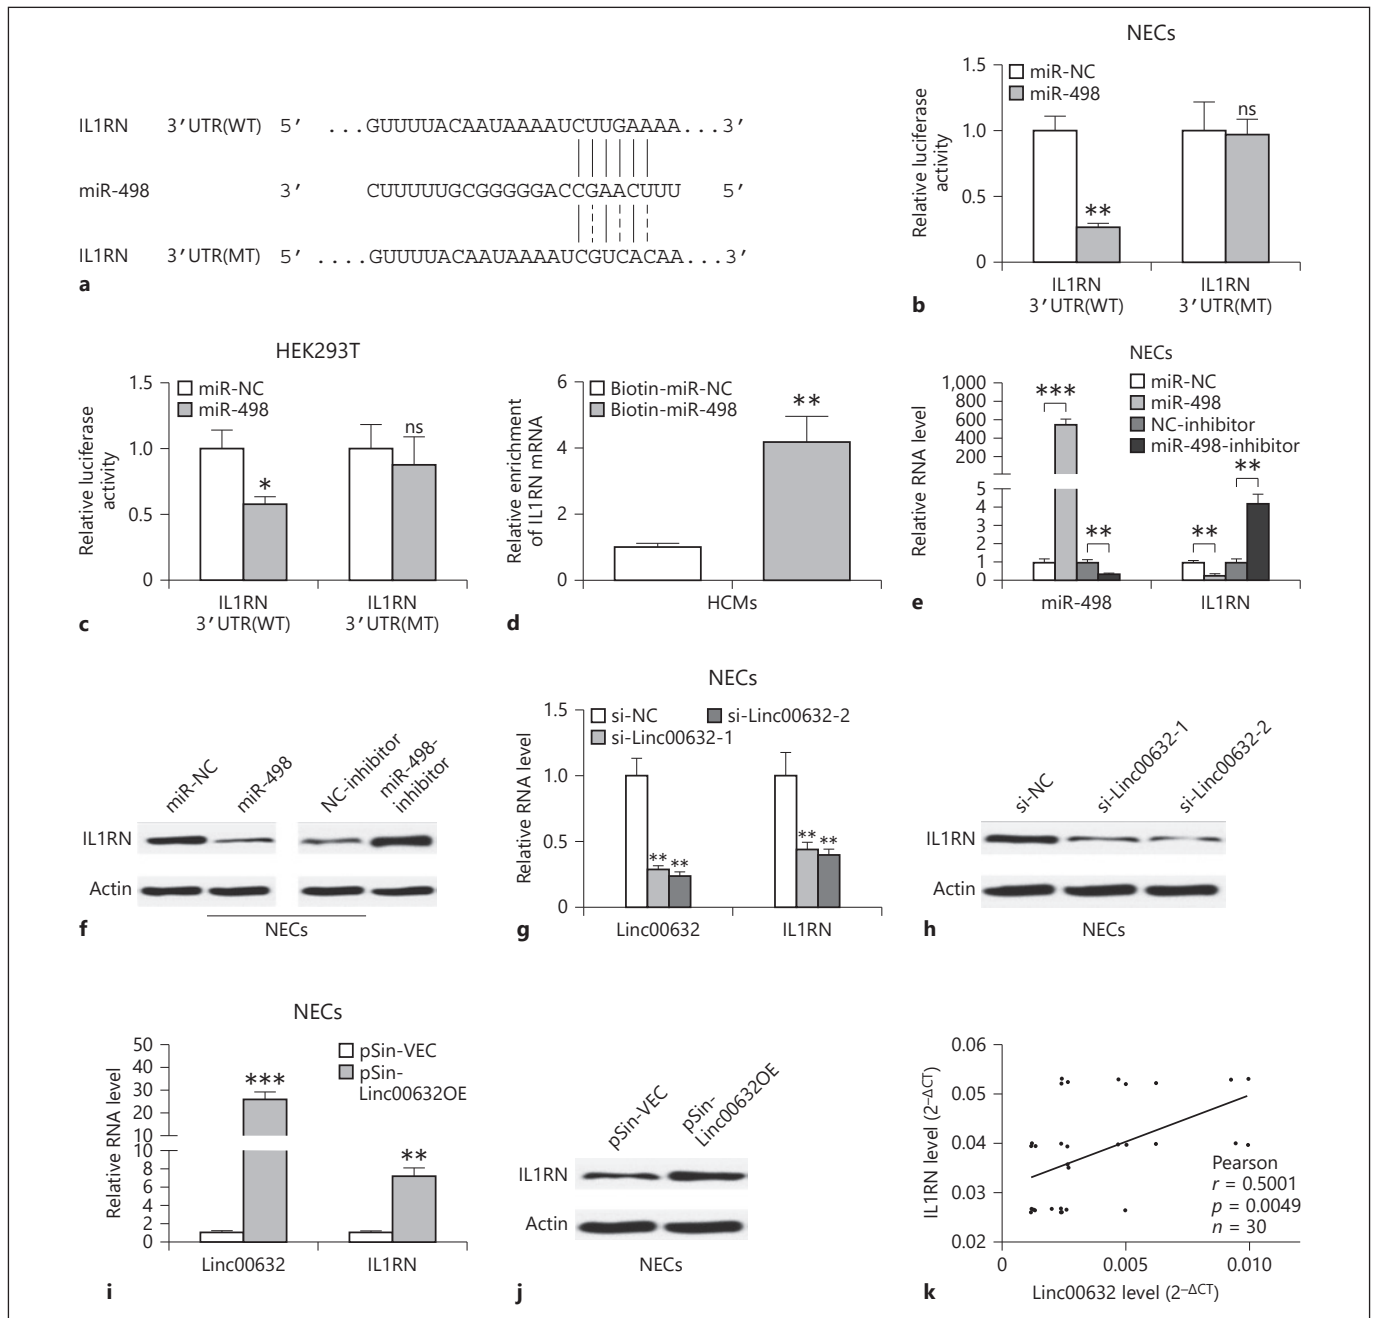 IL1RN 3′UTR(WT) 5′ ...GUUUUACAAUAAAAUCUUGAAAA...3′
miR-498 3′ CUUUUUGCGGGGGACCGAACUUU 5′
IL1RN 3′UTR(MT) 5′ ....GUUUUACAAUAAAAUCGUCACAA...3′
a
NECs
1.5
1.0
0.5
0
Relative luciferase
activity
miR-NC
miR-498
**
ns
IL1RN
3′UTR(WT)
IL1RN
3′UTR(MT)
b
HEK293T
1.5
1.0
0.5
0
Relative luciferase
activity
miR-NC
miR-498
*
ns
IL1RN
3′UTR(WT)
IL1RN
3′UTR(MT)
c
6
4
2
0
Relative enrichment
of IL1RN mRNA
Biotin-miR-NC
Biotin-miR-498
**
HCMs
d
NECs
1,000
800
600
400
200
5
4
3
2
1
0
Relative RNA level
miR-NC
miR-498
NC-inhibitor
miR-498-inhibitor
***
**
**
**
miR-498
IL1RN
e
miR-NC
miR-498
NC-inhibitor
miR-498-
inhibitor
IL1RN
Actin
NECs
f
NECs
1.5
1.0
0.5
0
Relative RNA level
si-NC
si-Linc00632-1
si-Linc00632-2
** **
** **
Linc00632
IL1RN
g
si-NC
si-Linc00632-1
si-Linc00632-2
IL1RN
Actin
NECs
h
NECs
50
40
30
20
10
10
8
6
4
2
0
Relative RNA level
pSin-VEC
pSin-
Linc00632OE
***
**
Linc00632
IL1RN
i
pSin-VEC
pSin-
Linc00632OE
IL1RN
Actin
NECs
j
0.06
0.05
0.04
0.03
0.02
IL1RN level (2–ΔCT)
Pearson
r = 0.5001
p = 0.0049
n = 30
0
0.005
0.010
Linc00632 level (2–ΔCT)
k